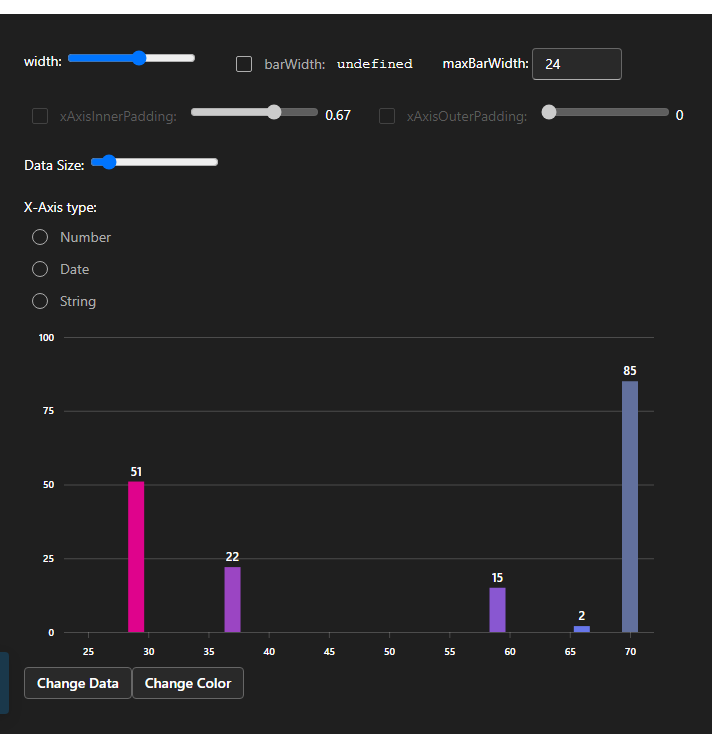 width: barWidth: undefined maxBarWidth: 24
xAxisInnerPadding: 0.67 xAxisOuterPadding: 0
Data Size:
X-Axis type:
Number
Date
String
100
85
75
51
50
22
25
15
2
0
25 30 35 40 45 50 55 60 65 70
Change Data Change Color